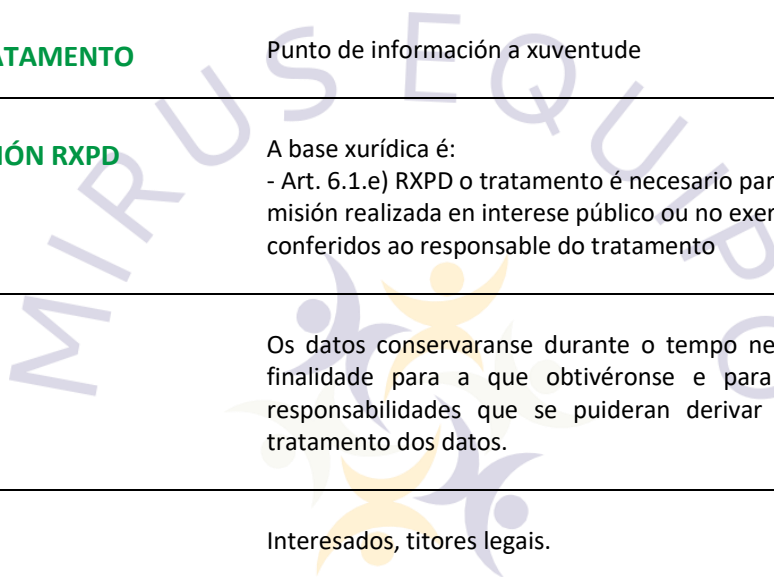 ATAMENTO
Punto de información a xuventude
IÓN RXPD
A base xurídica é:
- Art. 6.1.e) RXPD o tratamento é necesario par
misión realizada en interese público ou no exer
conferidos ao responsable do tratamento
Os datos conservaranse durante o tempo ne
finalidade para a que obtivéronse e para
responsabilidades que se puideran derivar
tratamento dos datos.
Interesados, titores legais.
MIRUS EQU